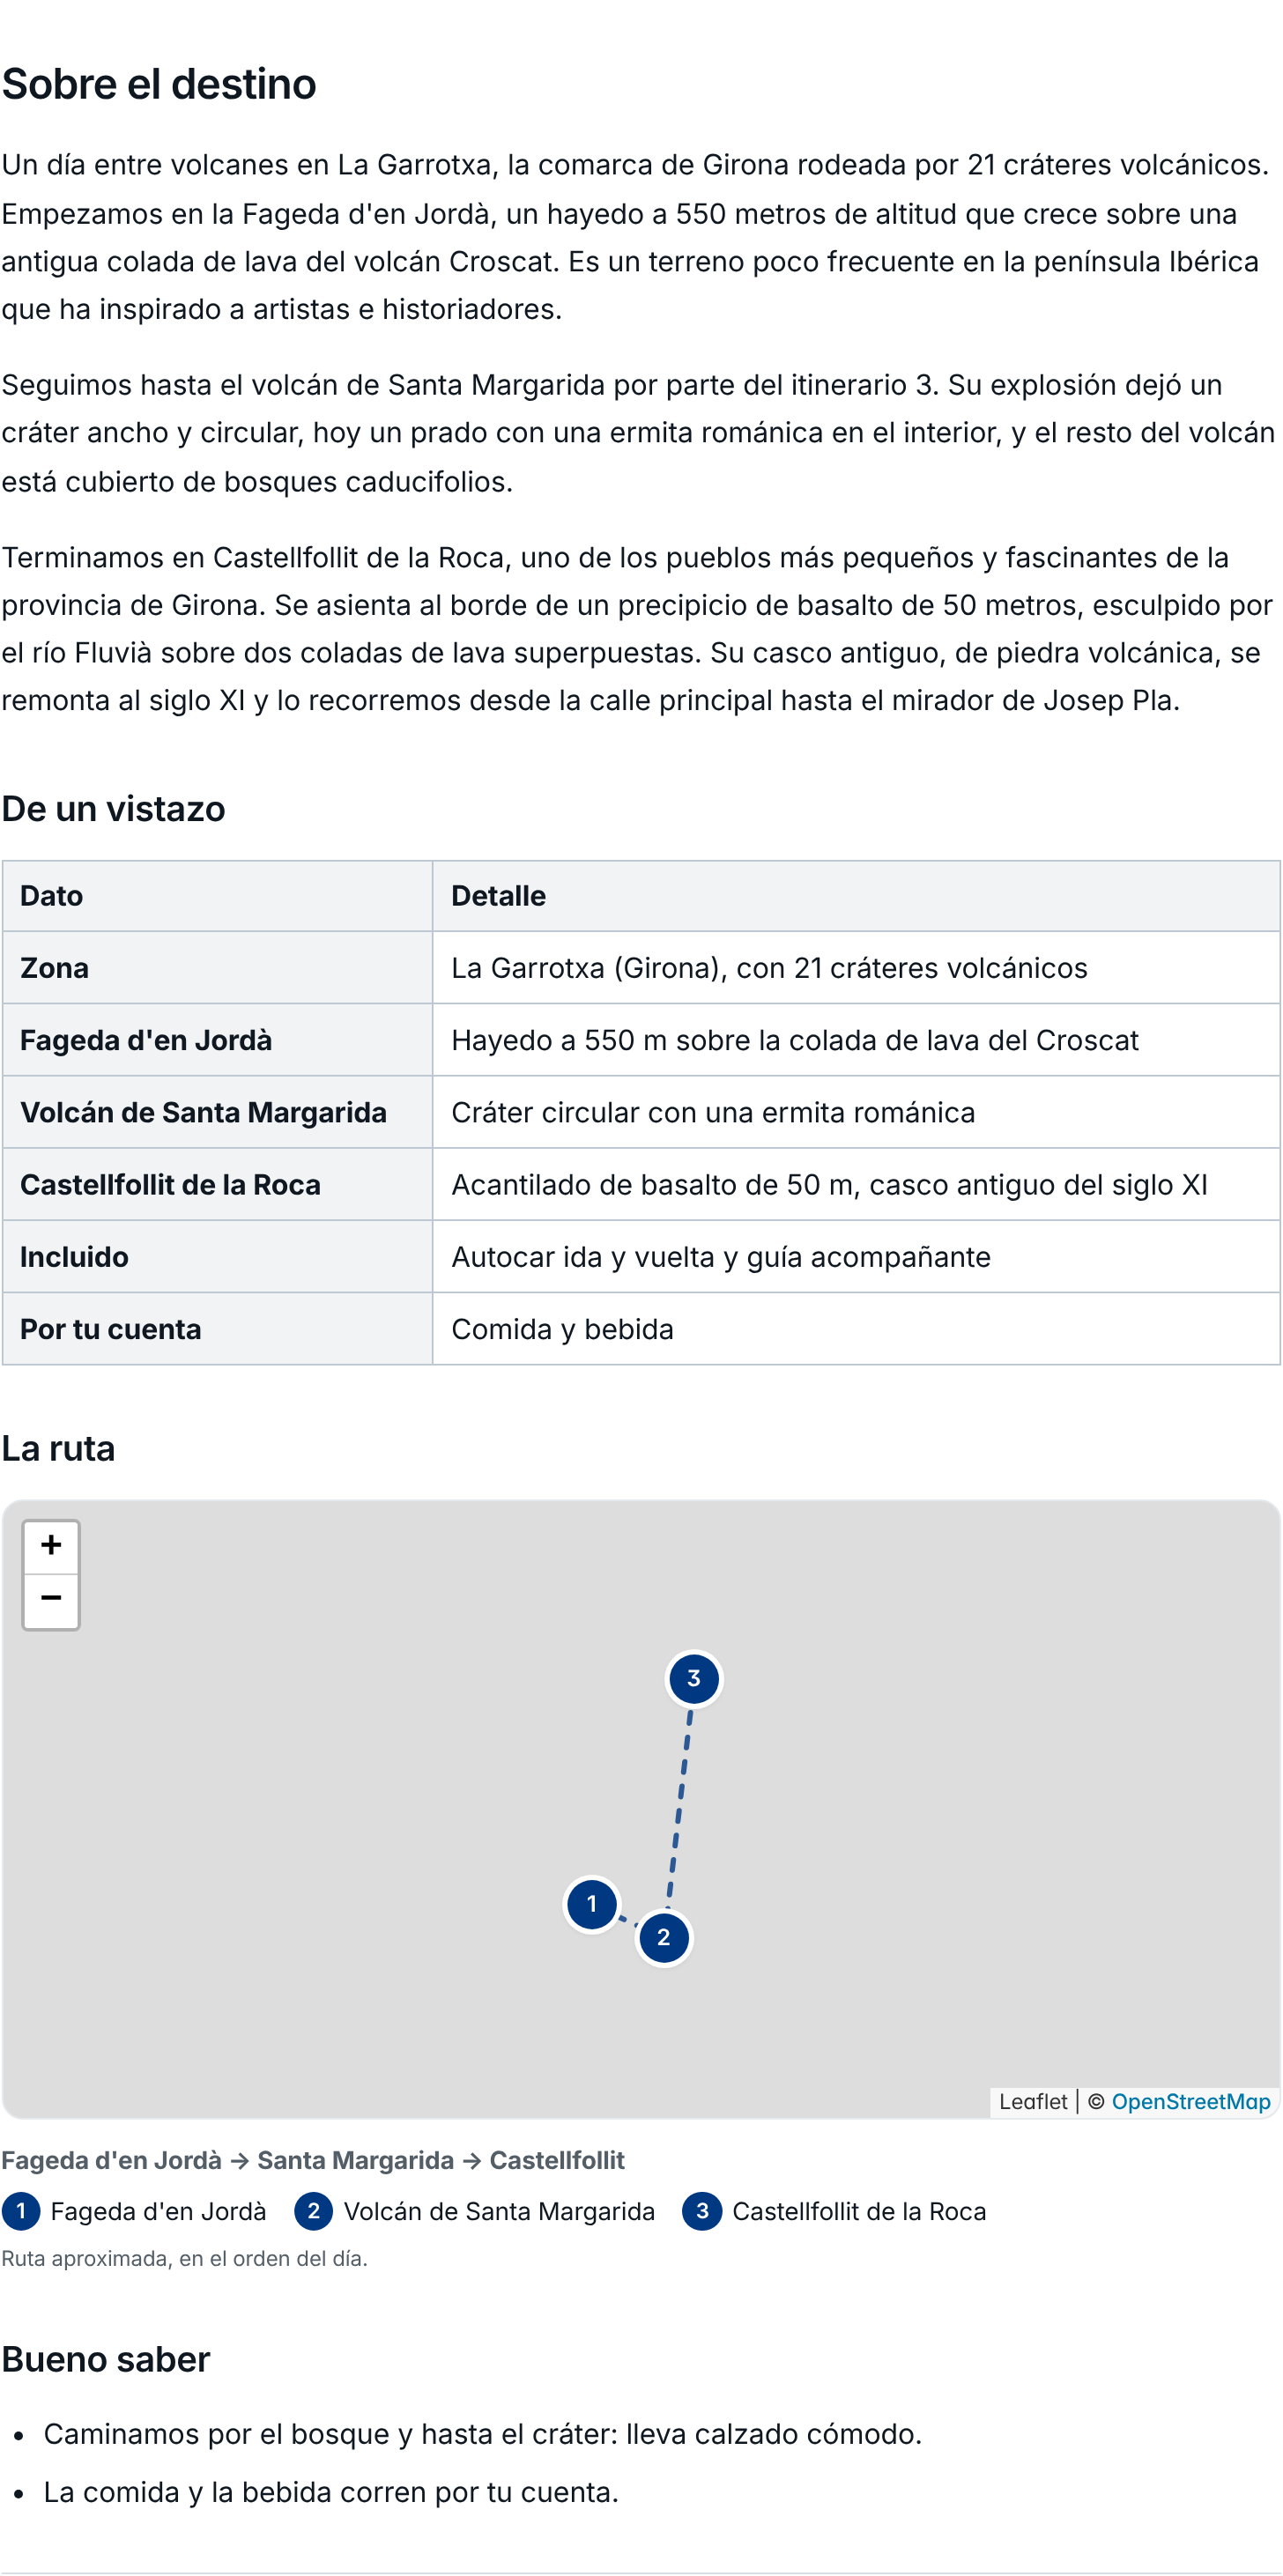 Sobre el destino
Un día entre volcanes en La Garrotxa, la comarca de Girona rodeada por 21 cráteres volcánicos.
Empezamos en la Fageda d'en Jordà, un hayedo a 550 metros de altitud que crece sobre una
antigua colada de lava del volcán Croscat. Es un terreno poco frecuente en la península Ibérica
que ha inspirado a artistas e historiadores.
Seguimos hasta el volcán de Santa Margarida por parte del itinerario 3. Su explosión dejó un
cráter ancho y circular, hoy un prado con una ermita románica en el interior, y el resto del volcán
está cubierto de bosques caducifolios.
Terminamos en Castellfollit de la Roca, uno de los pueblos más pequeños y fascinantes de la
provincia de Girona. Se asienta al borde de un precipicio de basalto de 50 metros, esculpido por
el río Fluvià sobre dos coladas de lava superpuestas. Su casco antiguo, de piedra volcánica, se
remonta al siglo XI y lo recorremos desde la calle principal hasta el mirador de Josep Pla.
De un vistazo
Dato Detalle
Zona La Garrotxa (Girona), con 21 cráteres volcánicos
Fageda d'en Jordà Hayedo a 550 m sobre la colada de lava del Croscat
Volcán de Santa Margarida Cráter circular con una ermita románica
Castellfollit de la Roca Acantilado de basalto de 50 m, casco antiguo del siglo XI
Incluido Autocar ida y vuelta y guía acompañante
Por tu cuenta Comida y bebida
La ruta
+
−
3
1
2
Leaflet | © OpenStreetMap
Fageda d'en Jordà → Santa Margarida → Castellfollit
1 Fageda d'en Jordà 2 Volcán de Santa Margarida 3 Castellfollit de la Roca
Ruta aproximada, en el orden del día.
Bueno saber
• Caminamos por el bosque y hasta el cráter: lleva calzado cómodo.
• La comida y la bebida corren por tu cuenta.